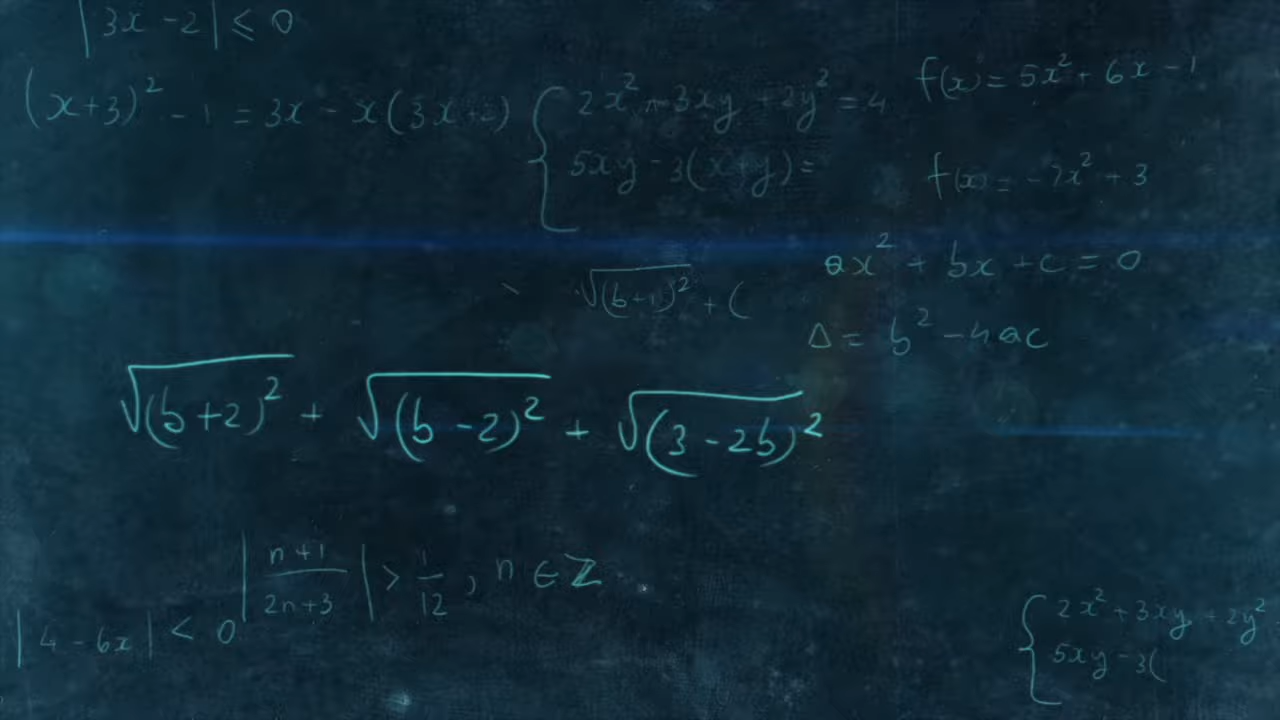 |3x - 2| ⩽ 0
(x+3)² - 1 = 3x - x(3x+2)
2x² + 3xy + 2y² = 4
5xy - 3(x+y) =
f(x) = 5x² + 6x - 1
f(x) = -7x² + 3
ax² + bx + c = 0
√(b+ )² + (
Δ = b² - 4ac
√(b+2)² + √(b-2)² + √(3-2b)²
|n+1 / 2n+3| > 1/12, n ∈ ℤ
|4 - 6x| < 0
2x² + 3xy + 2y²
5xy - 3(